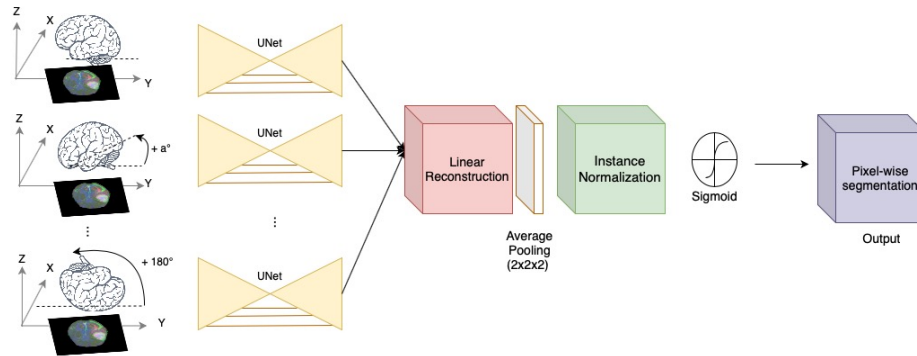 Z
X
Y
UNet
Z
X
+ a°
Y
UNet
⋮
⋮
Z
X
+ 180°
Y
UNet
Linear
Reconstruction
Average
Pooling
(2x2x2)
Instance
Normalization
Sigmoid
Pixel-wise
segmentation
Output